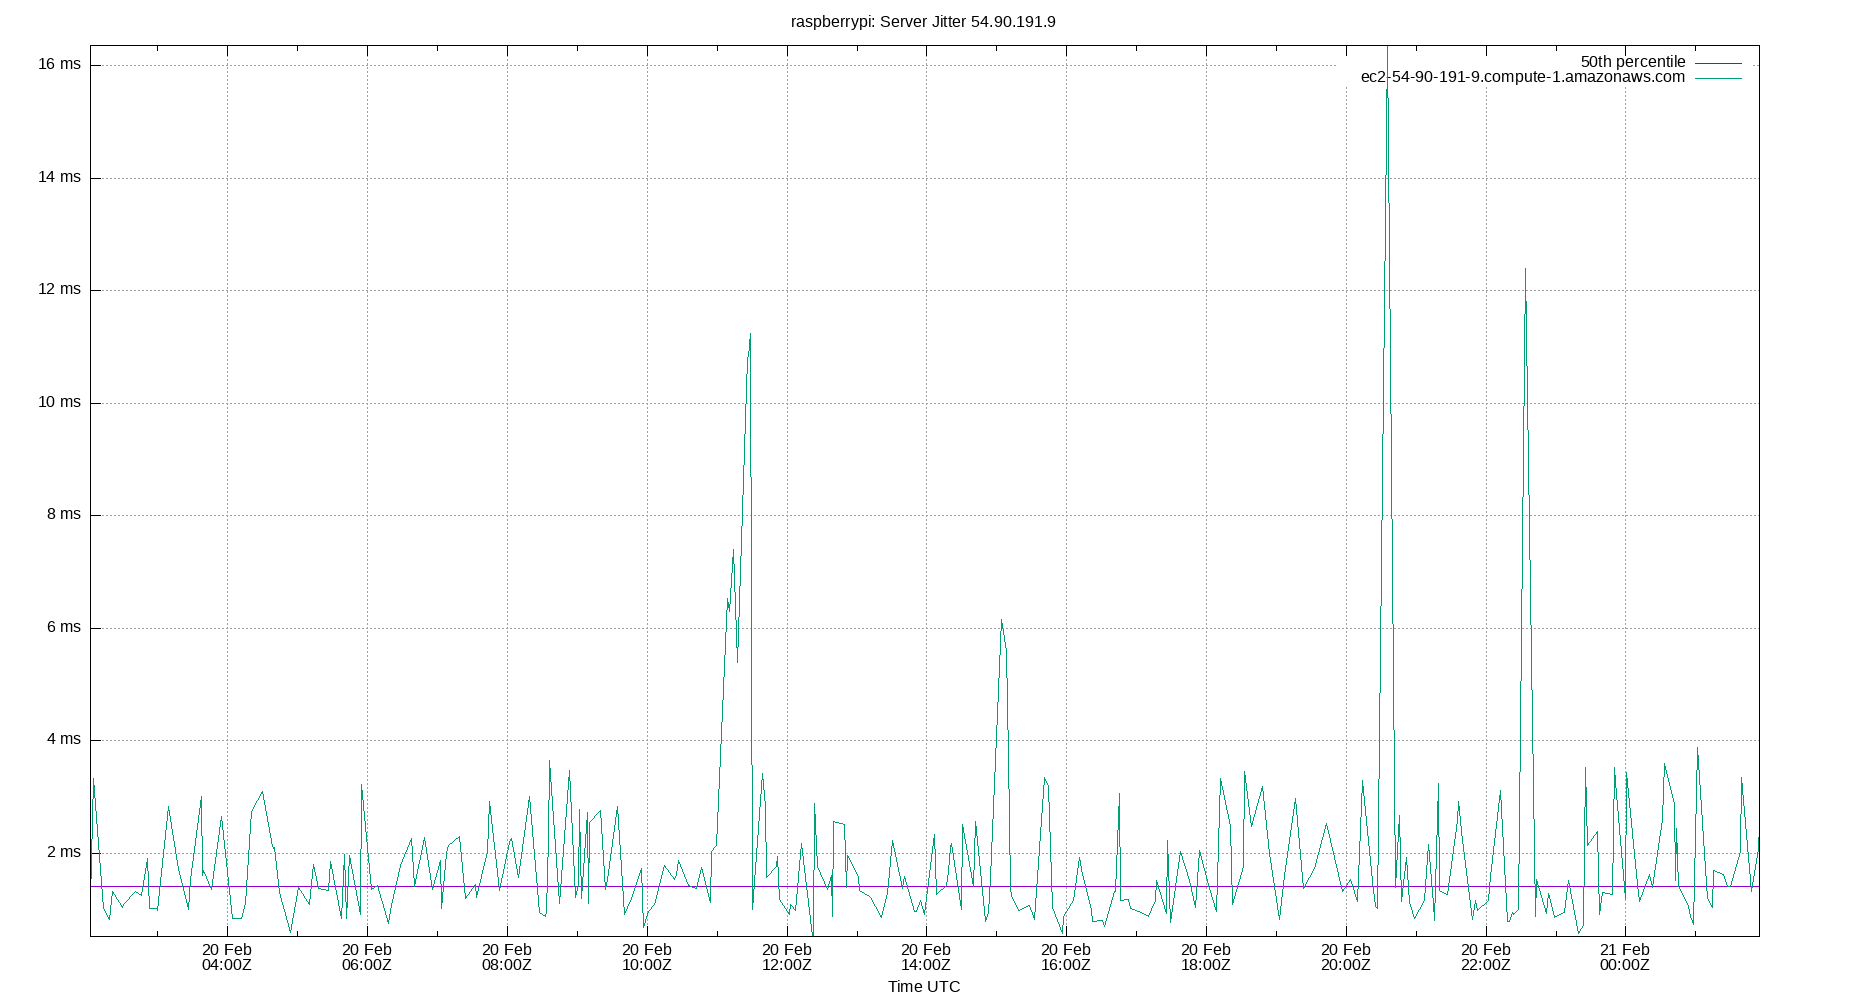 raspberrypi: Server Jitter 54.90.191.9
50th percentile
ec2-54-90-191-9.compute-1.amazonaws.com
16 ms
14 ms
12 ms
10 ms
8 ms
6 ms
4 ms
2 ms
20 Feb 20 Feb 20 Feb 20 Feb 20 Feb 20 Feb 20 Feb 20 Feb 20 Feb 20 Feb 21 Feb
04:00Z 06:00Z 08:00Z 10:00Z 12:00Z 14:00Z 16:00Z 18:00Z 20:00Z 22:00Z 00:00Z
Time UTC